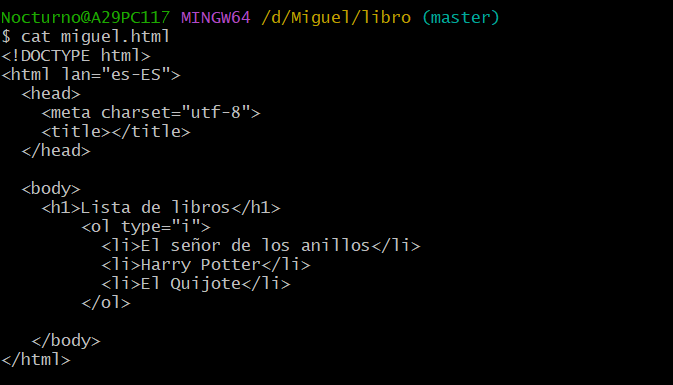 Nocturno@A29PC117 MINGW64 /d/Miguel/libro (master)
$ cat miguel.html
<!DOCTYPE html>
<html lan="es-ES">
  <head>
    <meta charset="utf-8">
    <title></title>
  </head>

  <body>
    <h1>Lista de libros</h1>
        <ol type="i">
          <li>El señor de los anillos</li>
          <li>Harry Potter</li>
          <li>El Quijote</li>
        </ol>

   </body>
</html>